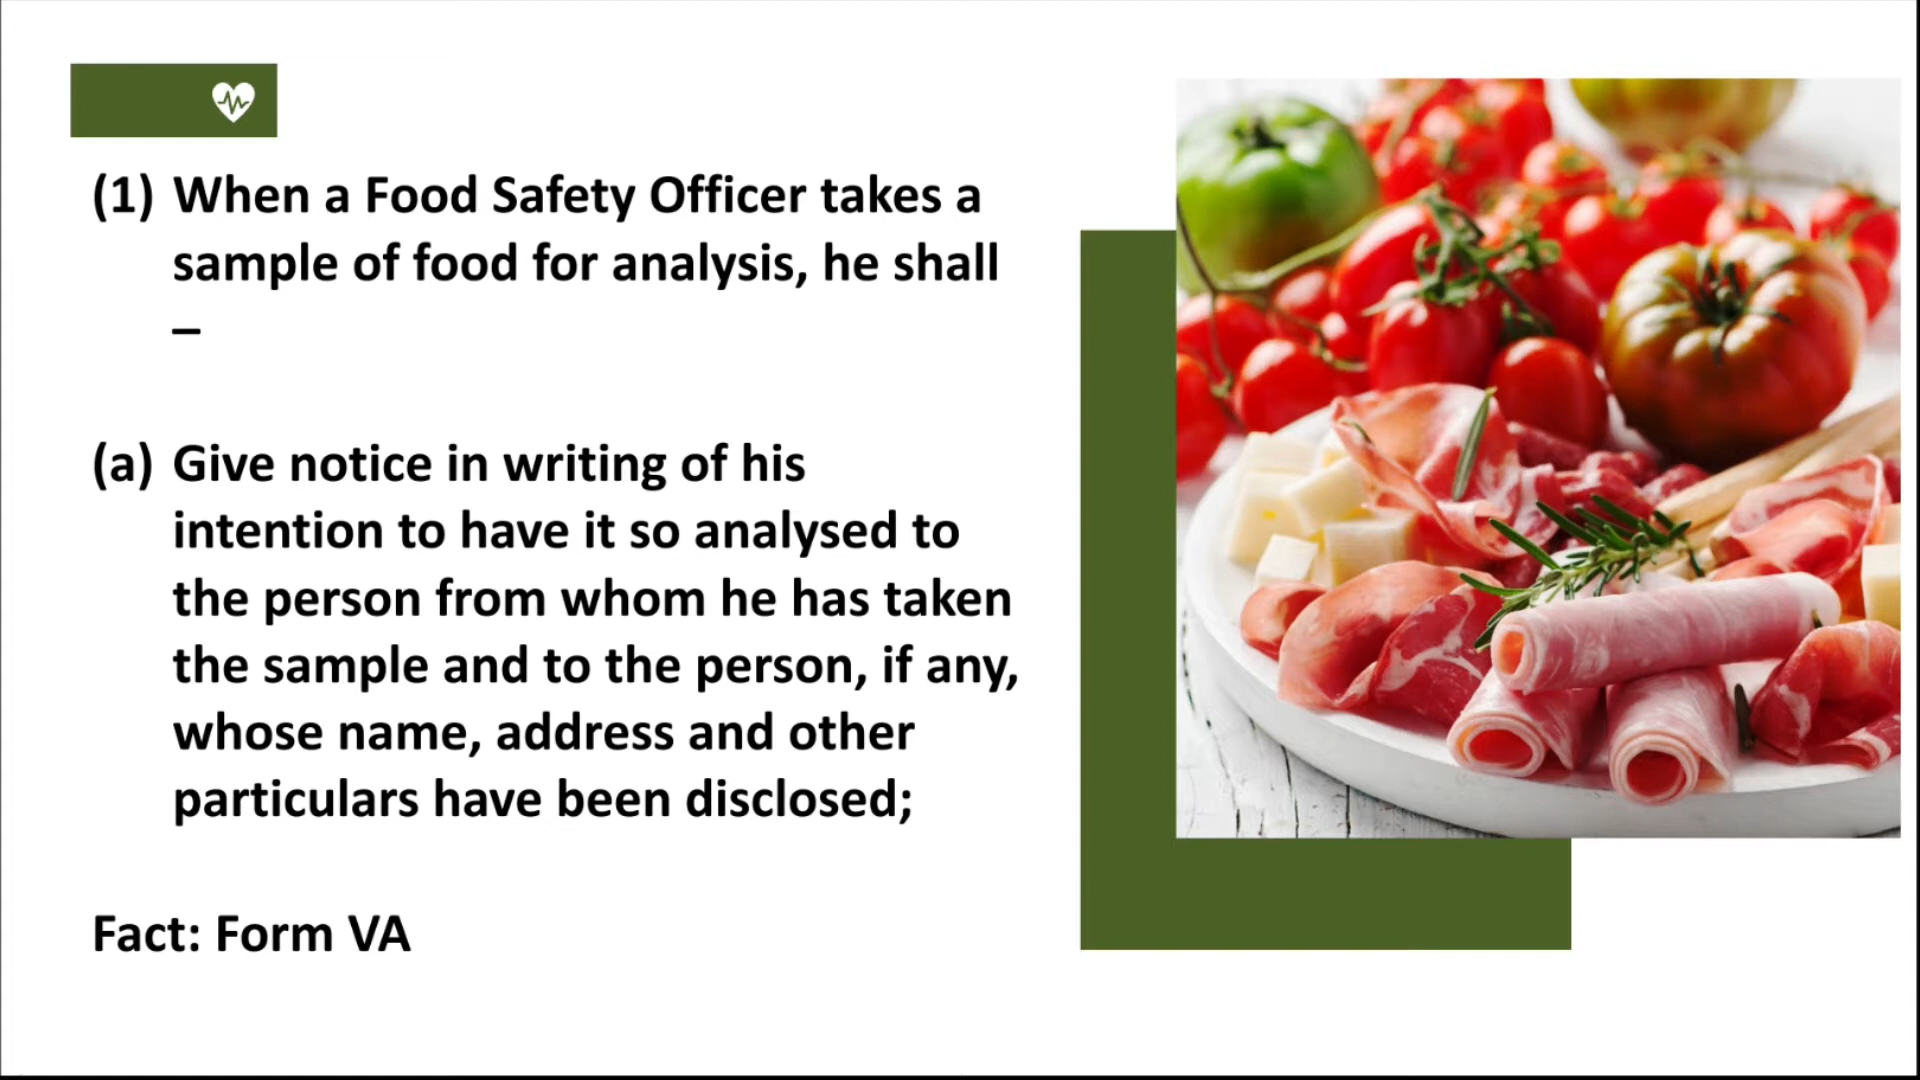 (1) When a Food Safety Officer takes a
sample of food for analysis, he shall
–
(a) Give notice in writing of his
intention to have it so analysed to
the person from whom he has taken
the sample and to the person, if any,
whose name, address and other
particulars have been disclosed;
Fact: Form VA